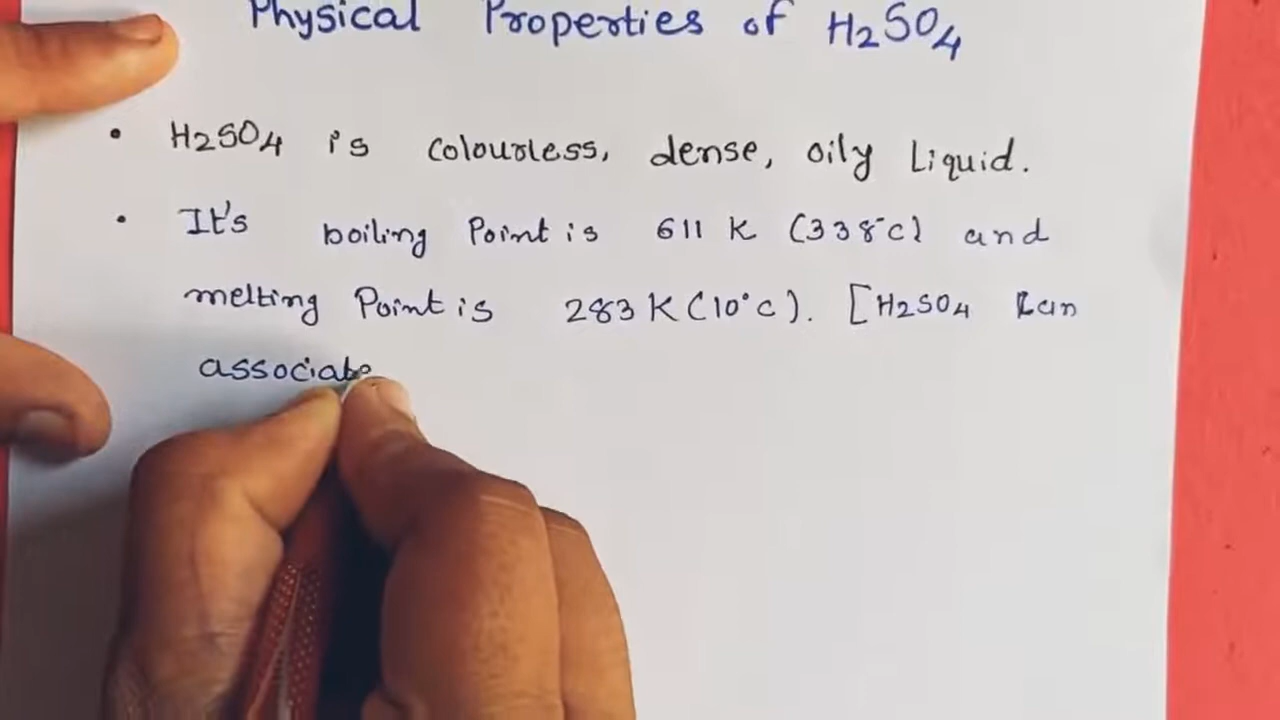 Physical Properties of H2SO4
• H2SO4 is colourless, dense, oily Liquid.
• It's boiling Point is 611 K (338°C) and
melting Point is 283 K (10°C). [H2SO4 can
associate